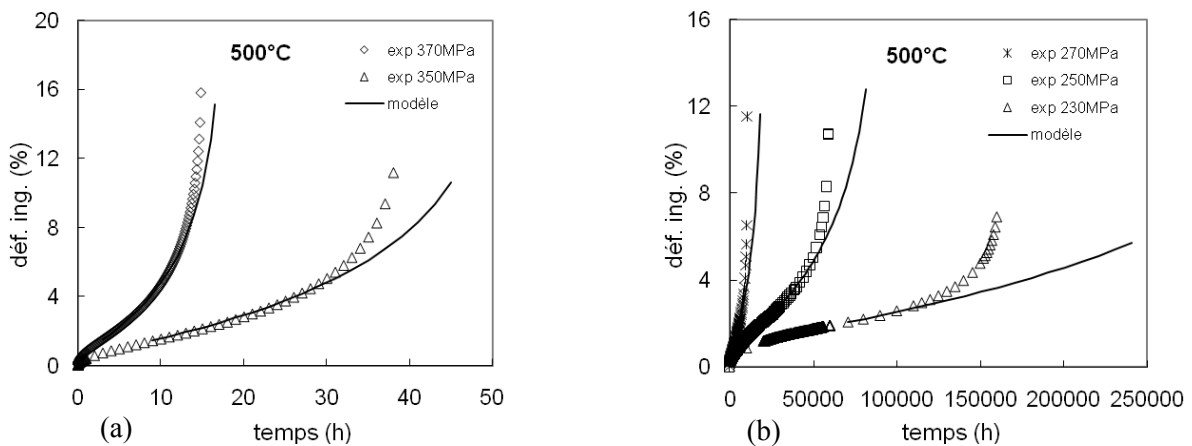 20
16
12
8
4
0
déf. ing. (%)
500°C
exp 370MPa
exp 350MPa
modèle
0 10 20 30 40 50
temps (h)
(a)
16
12
8
4
0
déf. ing. (%)
500°C
exp 270MPa
exp 250MPa
exp 230MPa
modèle
0 50000 100000 150000 200000 250000
temps (h)
(b)